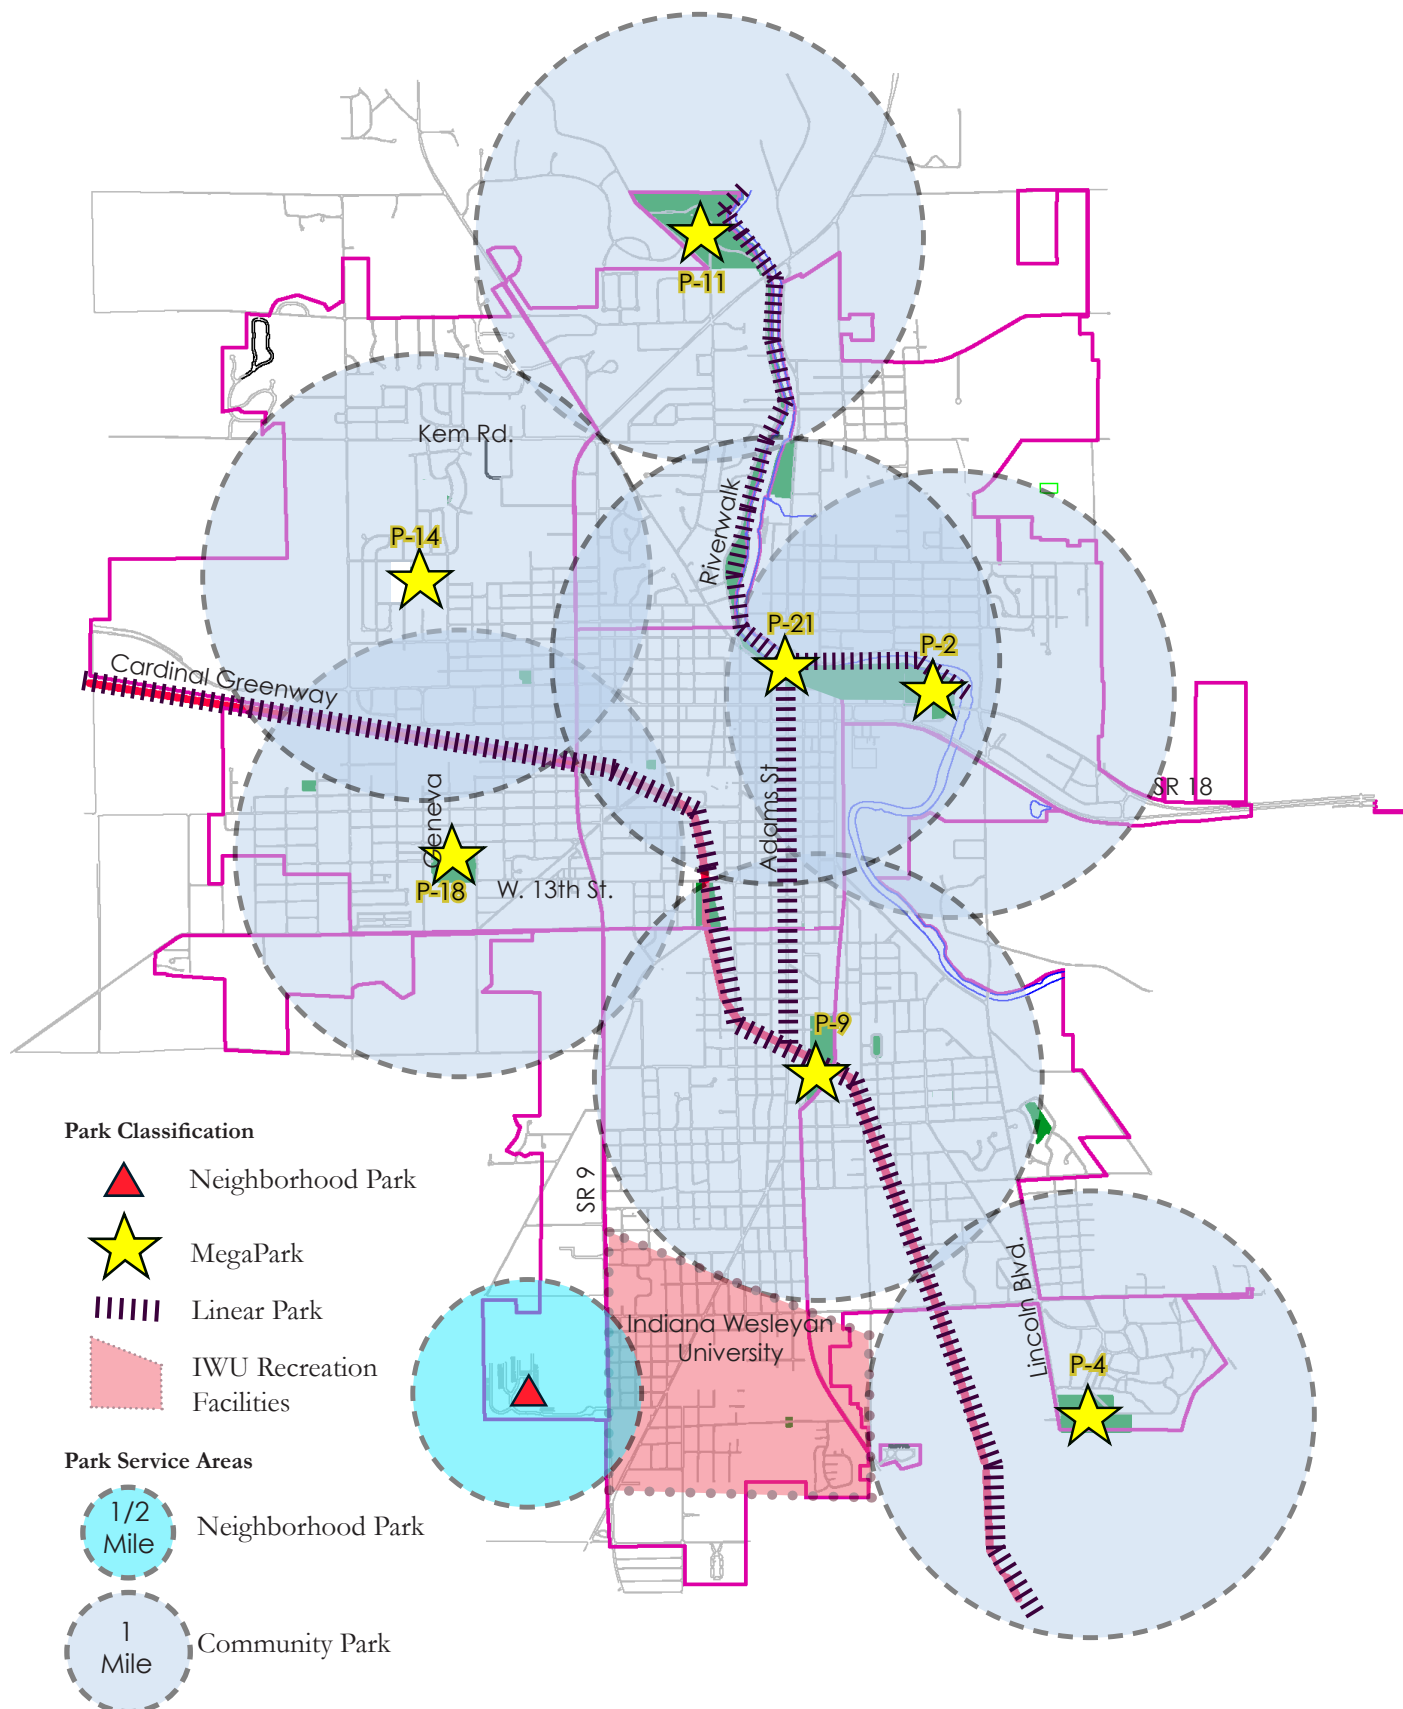 P-11
Kem Rd.
Riverwalk
P-14
P-21
P-2
Cardinal Greenway
SR 18
Adams St
Geneva
P-18
W. 13th St.
P-9
Park Classification
Neighborhood Park
SR 9
MegaPark
Lincoln Blvd.
Linear Park
Indiana Wesleyan
University
P-4
IWU Recreation
Facilities
Park Service Areas
1/2
Mile
Neighborhood Park
1
Mile
Community Park